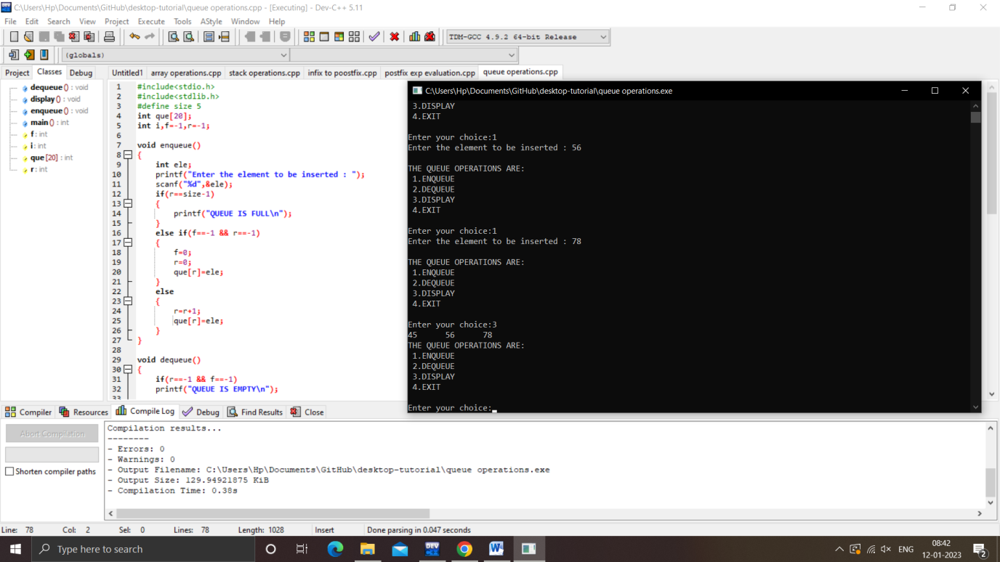 C:\Users\Hp\Documents\GitHub\desktop-tutorial\queue operations.cpp - [Executing] - Dev-C++ 5.11
File Edit Search View Project Execute Tools AStyle Window Help
TDM-GCC 4.9.2 64-bit Release
(globals)
Project Classes Debug
Untitled1 array operations.cpp stack operations.cpp infix to poostfix.cpp postfix exp evaluation.cpp queue operations.cpp
dequeue () : void
display () : void
enqueue () : void
main () : int
f : int
i : int
que [20] : int
r : int
1 #include<stdio.h>
2 #include<stdlib.h>
3 #define size 5
4 int que[20];
5 int i,f=-1,r=-1;
6
7 void enqueue()
8 {
9 int ele;
10 printf("Enter the element to be inserted : ");
11 scanf("%d",&ele);
12 if(r==size-1)
13 {
14 printf("QUEUE IS FULL\n");
15 }
16 else if(f==-1 && r==-1)
17 {
18 f=0;
19 r=0;
20 que[r]=ele;
21 }
22 else
23 {
24 r=r+1;
25 que[r]=ele;
26 }
27 }
28
29 void dequeue()
30 {
31 if(r==-1 && f==-1)
32 printf("QUEUE IS EMPTY\n");
33
C:\Users\Hp\Documents\GitHub\desktop-tutorial\queue operations.exe
3.DISPLAY
4.EXIT
Enter your choice:1
Enter the element to be inserted : 56
THE QUEUE OPERATIONS ARE:
1.ENQUEUE
2.DEQUEUE
3.DISPLAY
4.EXIT
Enter your choice:1
Enter the element to be inserted : 78
THE QUEUE OPERATIONS ARE:
1.ENQUEUE
2.DEQUEUE
3.DISPLAY
4.EXIT
Enter your choice:3
45 56 78
THE QUEUE OPERATIONS ARE:
1.ENQUEUE
2.DEQUEUE
3.DISPLAY
4.EXIT
Enter your choice:
Compiler Resources Compile Log Debug Find Results Close
Abort Compilation
Shorten compiler paths
Compilation results...
--------
- Errors: 0
- Warnings: 0
- Output Filename: C:\Users\Hp\Documents\GitHub\desktop-tutorial\queue operations.exe
- Output Size: 129.94921875 KiB
- Compilation Time: 0.38s
Line: 78 Col: 2 Sel: 0 Lines: 78 Length: 1028 Insert Done parsing in 0.047 seconds
Type here to search
DEV
ENG
08:42
12-01-2023
2